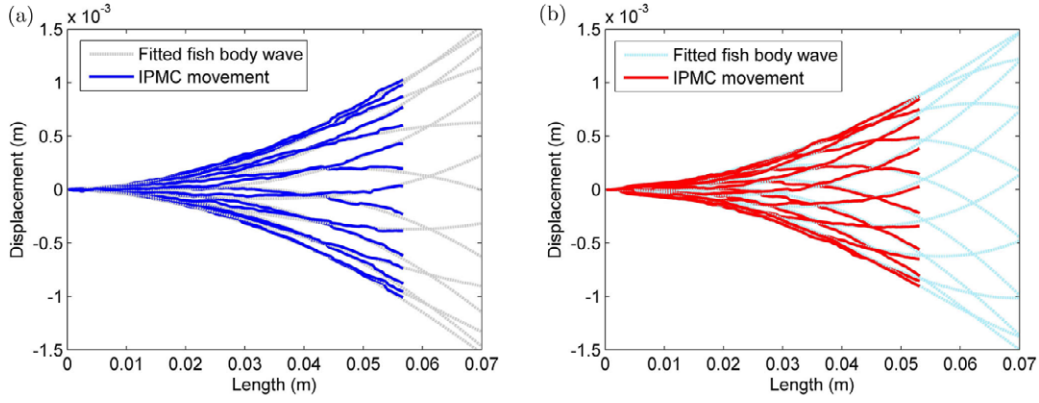 (a)
x 10⁻³
1.5
1
0.5
0
-0.5
-1
-1.5
Displacement (m)
Fitted fish body wave
IPMC movement
0 0.01 0.02 0.03 0.04 0.05 0.06 0.07
Length (m)
(b)
x 10⁻³
1.5
1
0.5
0
-0.5
-1
-1.5
Displacement (m)
Fitted fish body wave
IPMC movement
0 0.01 0.02 0.03 0.04 0.05 0.06 0.07
Length (m)